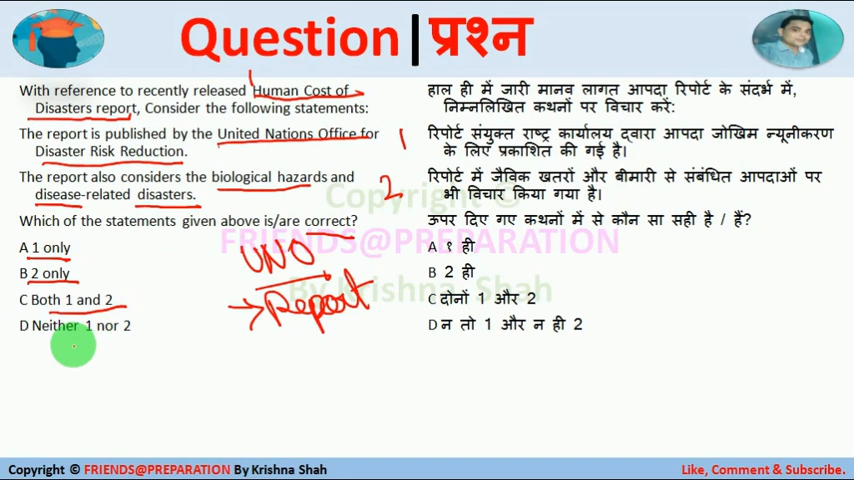 Question|प्रश्न
With reference to recently released Human Cost of
Disasters report, Consider the following statements:
The report is published by the United Nations Office for
Disaster Risk Reduction.
The report also considers the biological hazards and
disease-related disasters.
Which of the statements given above is/are correct?
A 1 only
B 2 only
C Both 1 and 2
D Neither 1 nor 2
1
2
UNO
Report
हाल ही में जारी मानव लागत आपदा रिपोर्ट के संदर्भ में,
निम्नलिखित कथनों पर विचार करें:
रिपोर्ट संयुक्त राष्ट्र कार्यालय द्वारा आपदा जोखिम न्यूनीकरण
के लिए प्रकाशित की गई है।
रिपोर्ट में जैविक खतरों और बीमारी से संबंधित आपदाओं पर
भी विचार किया गया है।
ऊपर दिए गए कथनों में से कौन सा सही है / हैं?
A १ ही
B 2 ही
C दोनों 1 और 2
D न तो 1 और न ही 2
Copyright ©
FRIENDS@PREPARATION
By Krishna Shah
Copyright © FRIENDS@PREPARATION By Krishna Shah
Like, Comment & Subscribe.